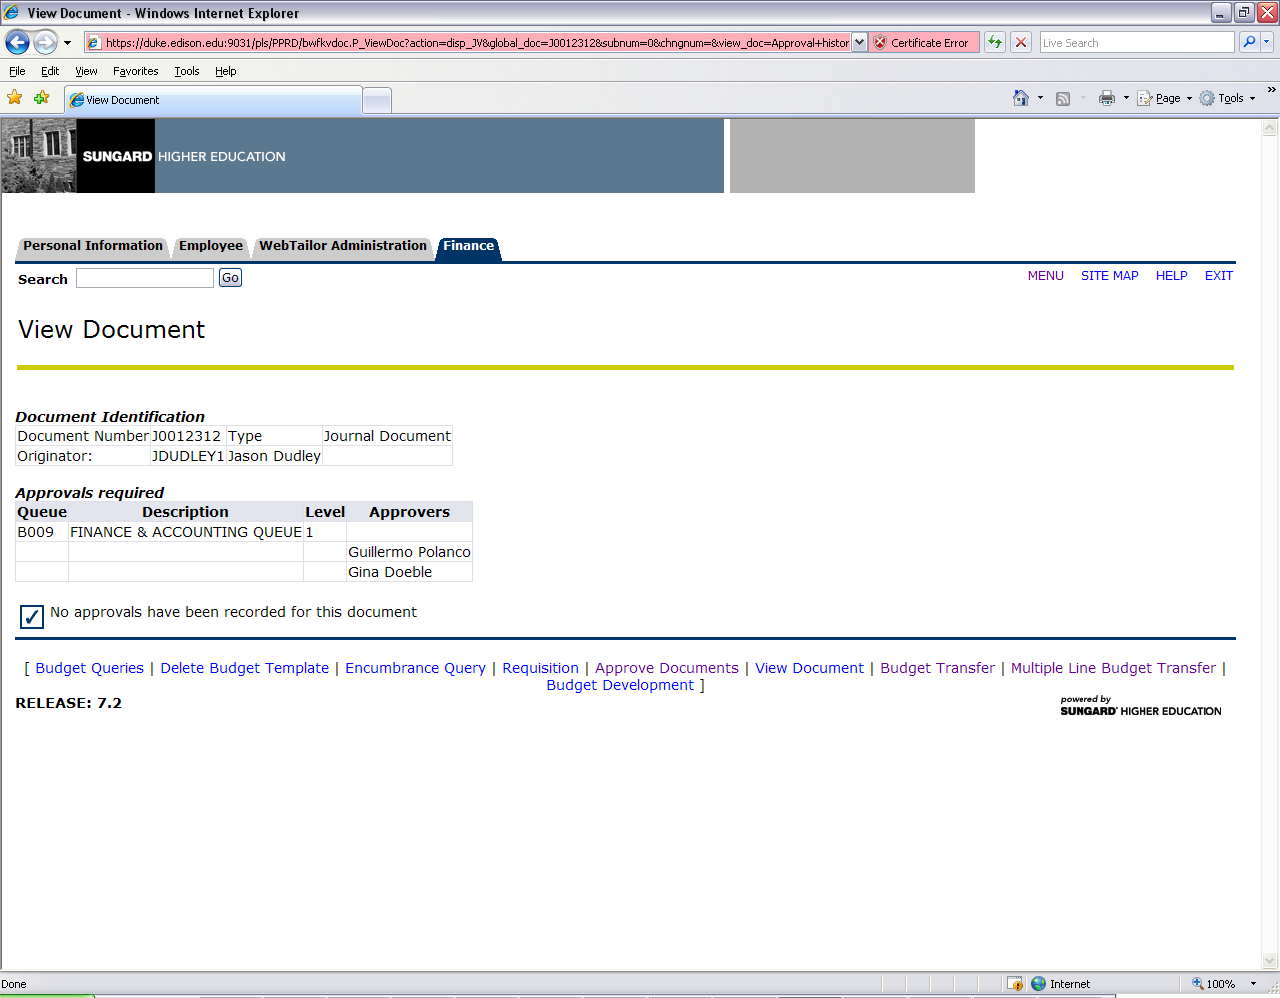 View Document - Windows Internet Explorer
https://duke.edison.edu:9031/pls/PPRD/bwfkvdoc.P_ViewDoc?action=disp_JV&global_doc=J0012312&subnum=0&chngnum=&view_doc=Approval+histor Certificate Error Live Search
File Edit View Favorites Tools Help
View Document Page Tools
SUNGARD HIGHER EDUCATION
Personal Information Employee WebTailor Administration Finance
Search Go MENU SITE MAP HELP EXIT
View Document
Document Identification
Document Number J0012312 Type Journal Document
Originator: JDUDLEY1 Jason Dudley
Approvals required
Queue Description Level Approvers
B009 FINANCE & ACCOUNTING QUEUE 1
Guillermo Polanco
Gina Doeble
No approvals have been recorded for this document
[ Budget Queries | Delete Budget Template | Encumbrance Query | Requisition | Approve Documents | View Document | Budget Transfer | Multiple Line Budget Transfer |
Budget Development ]
RELEASE: 7.2 powered by
SUNGARD HIGHER EDUCATION
Done Internet 100%